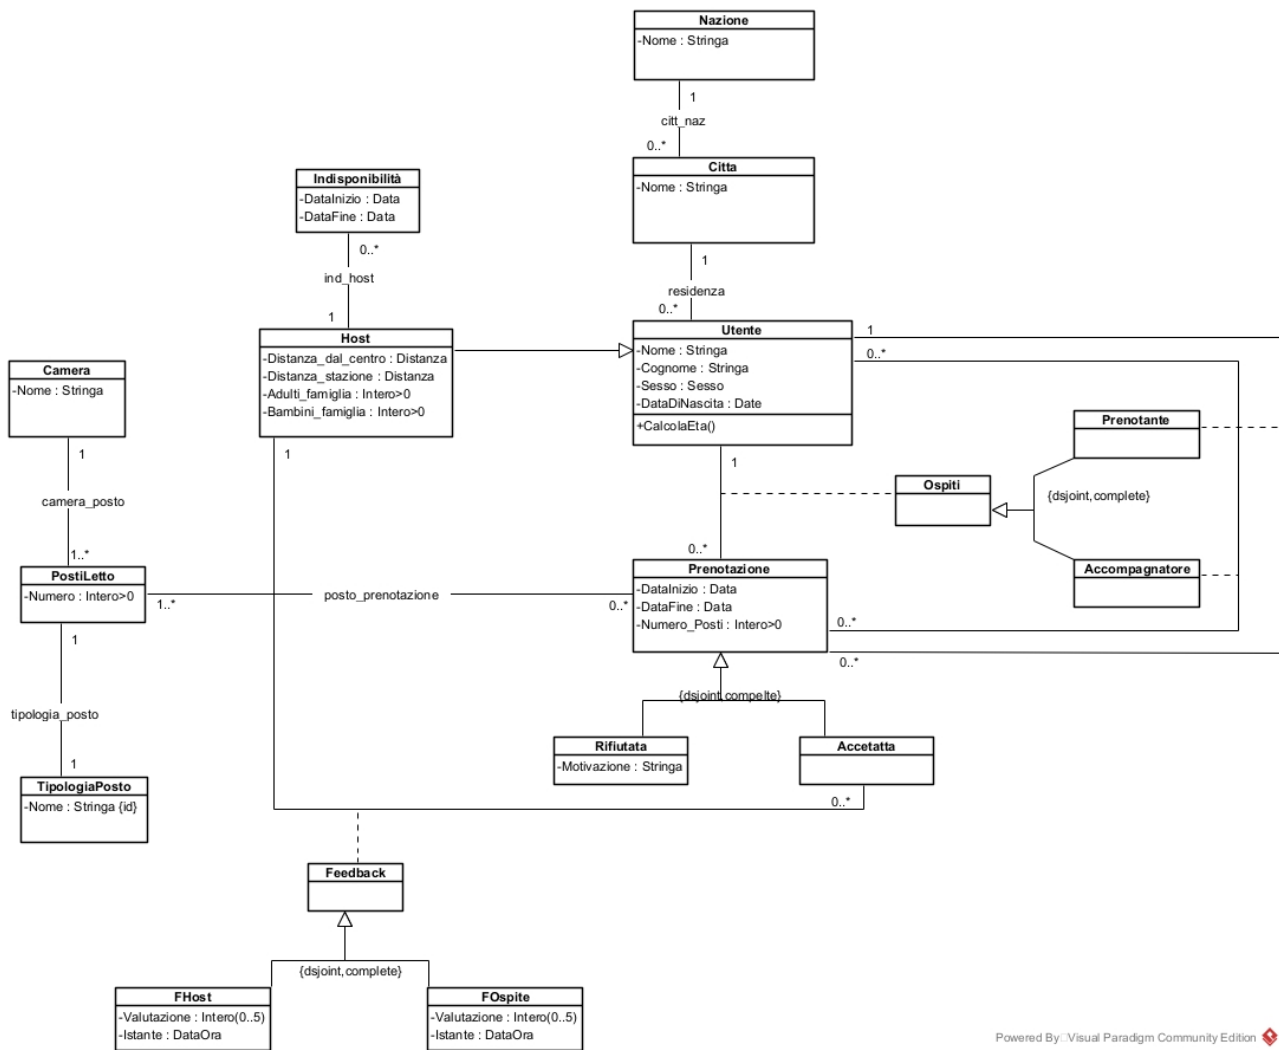 Nazione
-Nome : Stringa
1
citt_naz
0..*
Citta
-Nome : Stringa
1
residenza
0..*
Indisponibilità
-DataInizio : Data
-DataFine : Data
0..*
ind_host
1
Host
-Distanza_dal_centro : Distanza
-Distanza_stazione : Distanza
-Adulti_famiglia : Intero>0
-Bambini_famiglia : Intero>0
1
Utente
-Nome : Stringa
-Cognome : Stringa
-Sesso : Sesso
-DataDiNascita : Date
+CalcolaEta()
1
0..*
1
Camera
-Nome : Stringa
1
camera_posto
1..*
Prenotante
Ospiti
{dsjoint,complete}
Accompagnatore
0..*
PostiLetto
-Numero : Intero>0
1..*
posto_prenotazione
0..*
1
Prenotazione
-DataInizio : Data
-DataFine : Data
-Numero_Posti : Intero>0
0..*
0..*
{dsjoint,compelte}
tipologia_posto
1
TipologiaPosto
-Nome : Stringa {id}
Rifiutata
-Motivazione : Stringa
Accetatta
0..*
Feedback
{dsjoint,complete}
FHost
-Valutazione : Intero(0..5)
-Istante : DataOra
FOspite
-Valutazione : Intero(0..5)
-Istante : DataOra
Powered By Visual Paradigm Community Edition